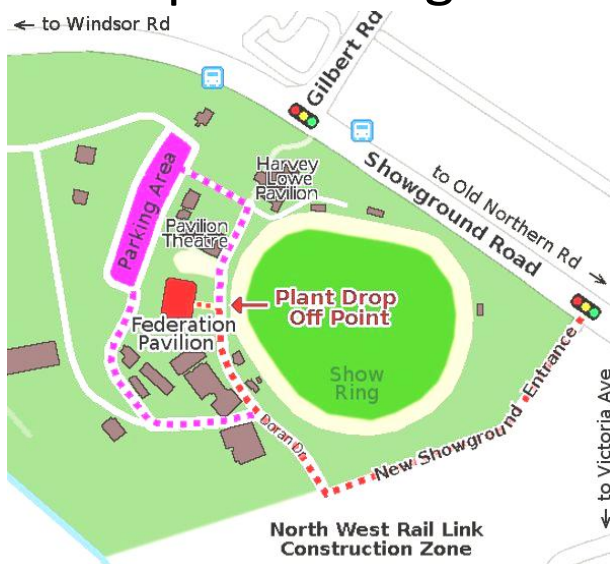 ← to Windsor Rd
Gilbert Rd
Harvey
Lowe
Pavilion
Showground Road
to Old Northern Rd
Parking Area
Pavilion
Theatre
Plant Drop
Off Point
Federation
Pavilion
Show
Ring
New Showground Entrance
Doran Dr
to Victoria Ave
North West Rail Link
Construction Zone